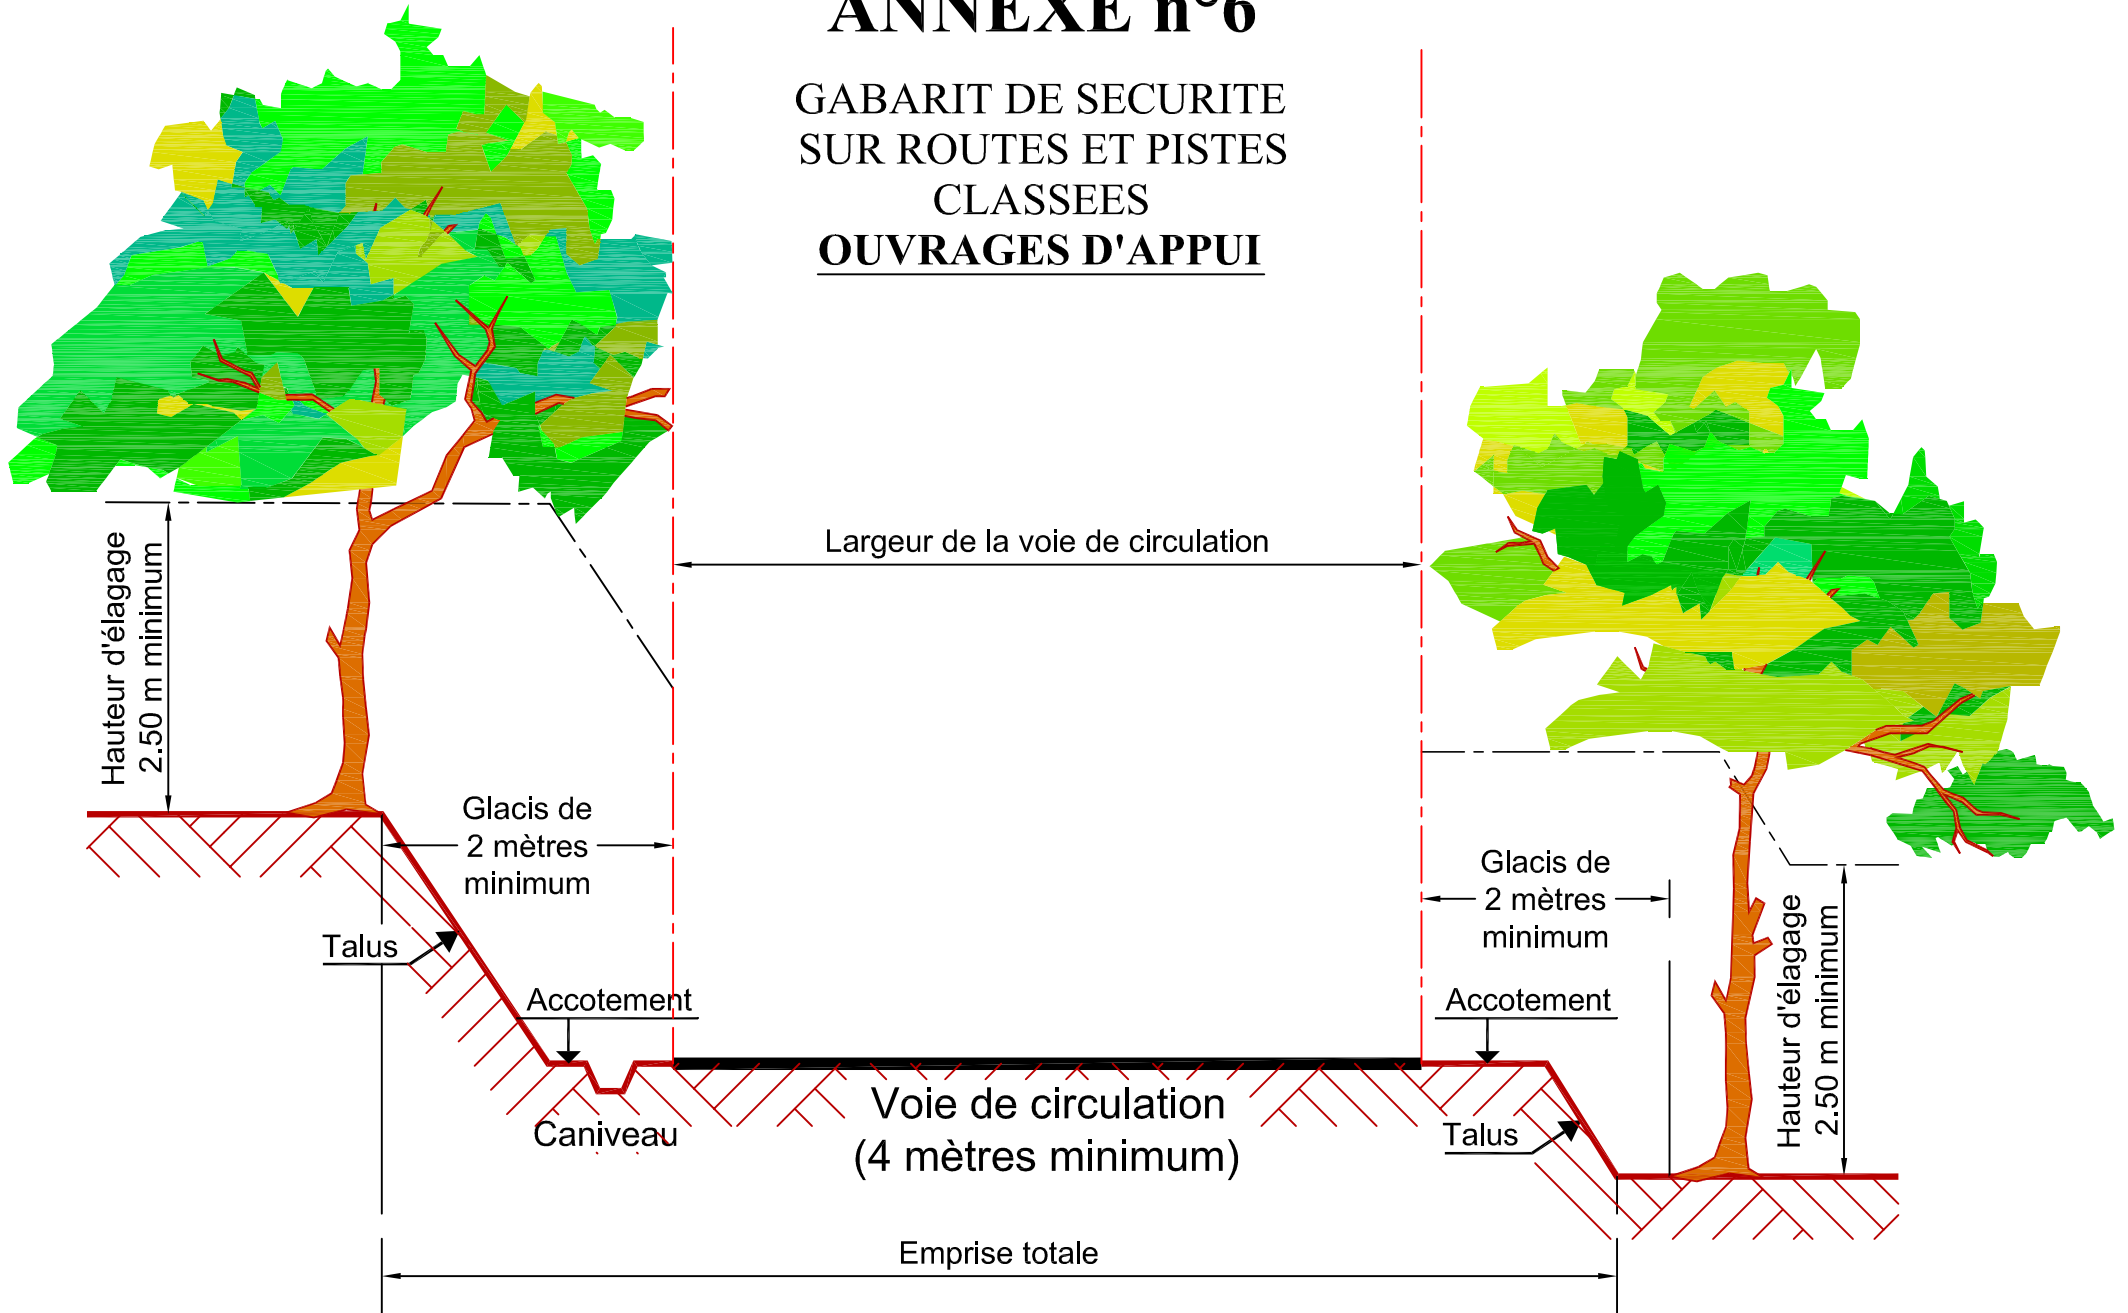 ANNEXE n°6
GABARIT DE SECURITE
SUR ROUTES ET PISTES
CLASSEES
OUVRAGES D'APPUI
Largeur de la voie de circulation
Hauteur d'élagage
2.50 m minimum
Glacis de
2 mètres
minimum
Talus
Accotement
Caniveau
Voie de circulation
(4 mètres minimum)
Glacis de
2 mètres
minimum
Accotement
Talus
Hauteur d'élagage
2.50 m minimum
Emprise totale